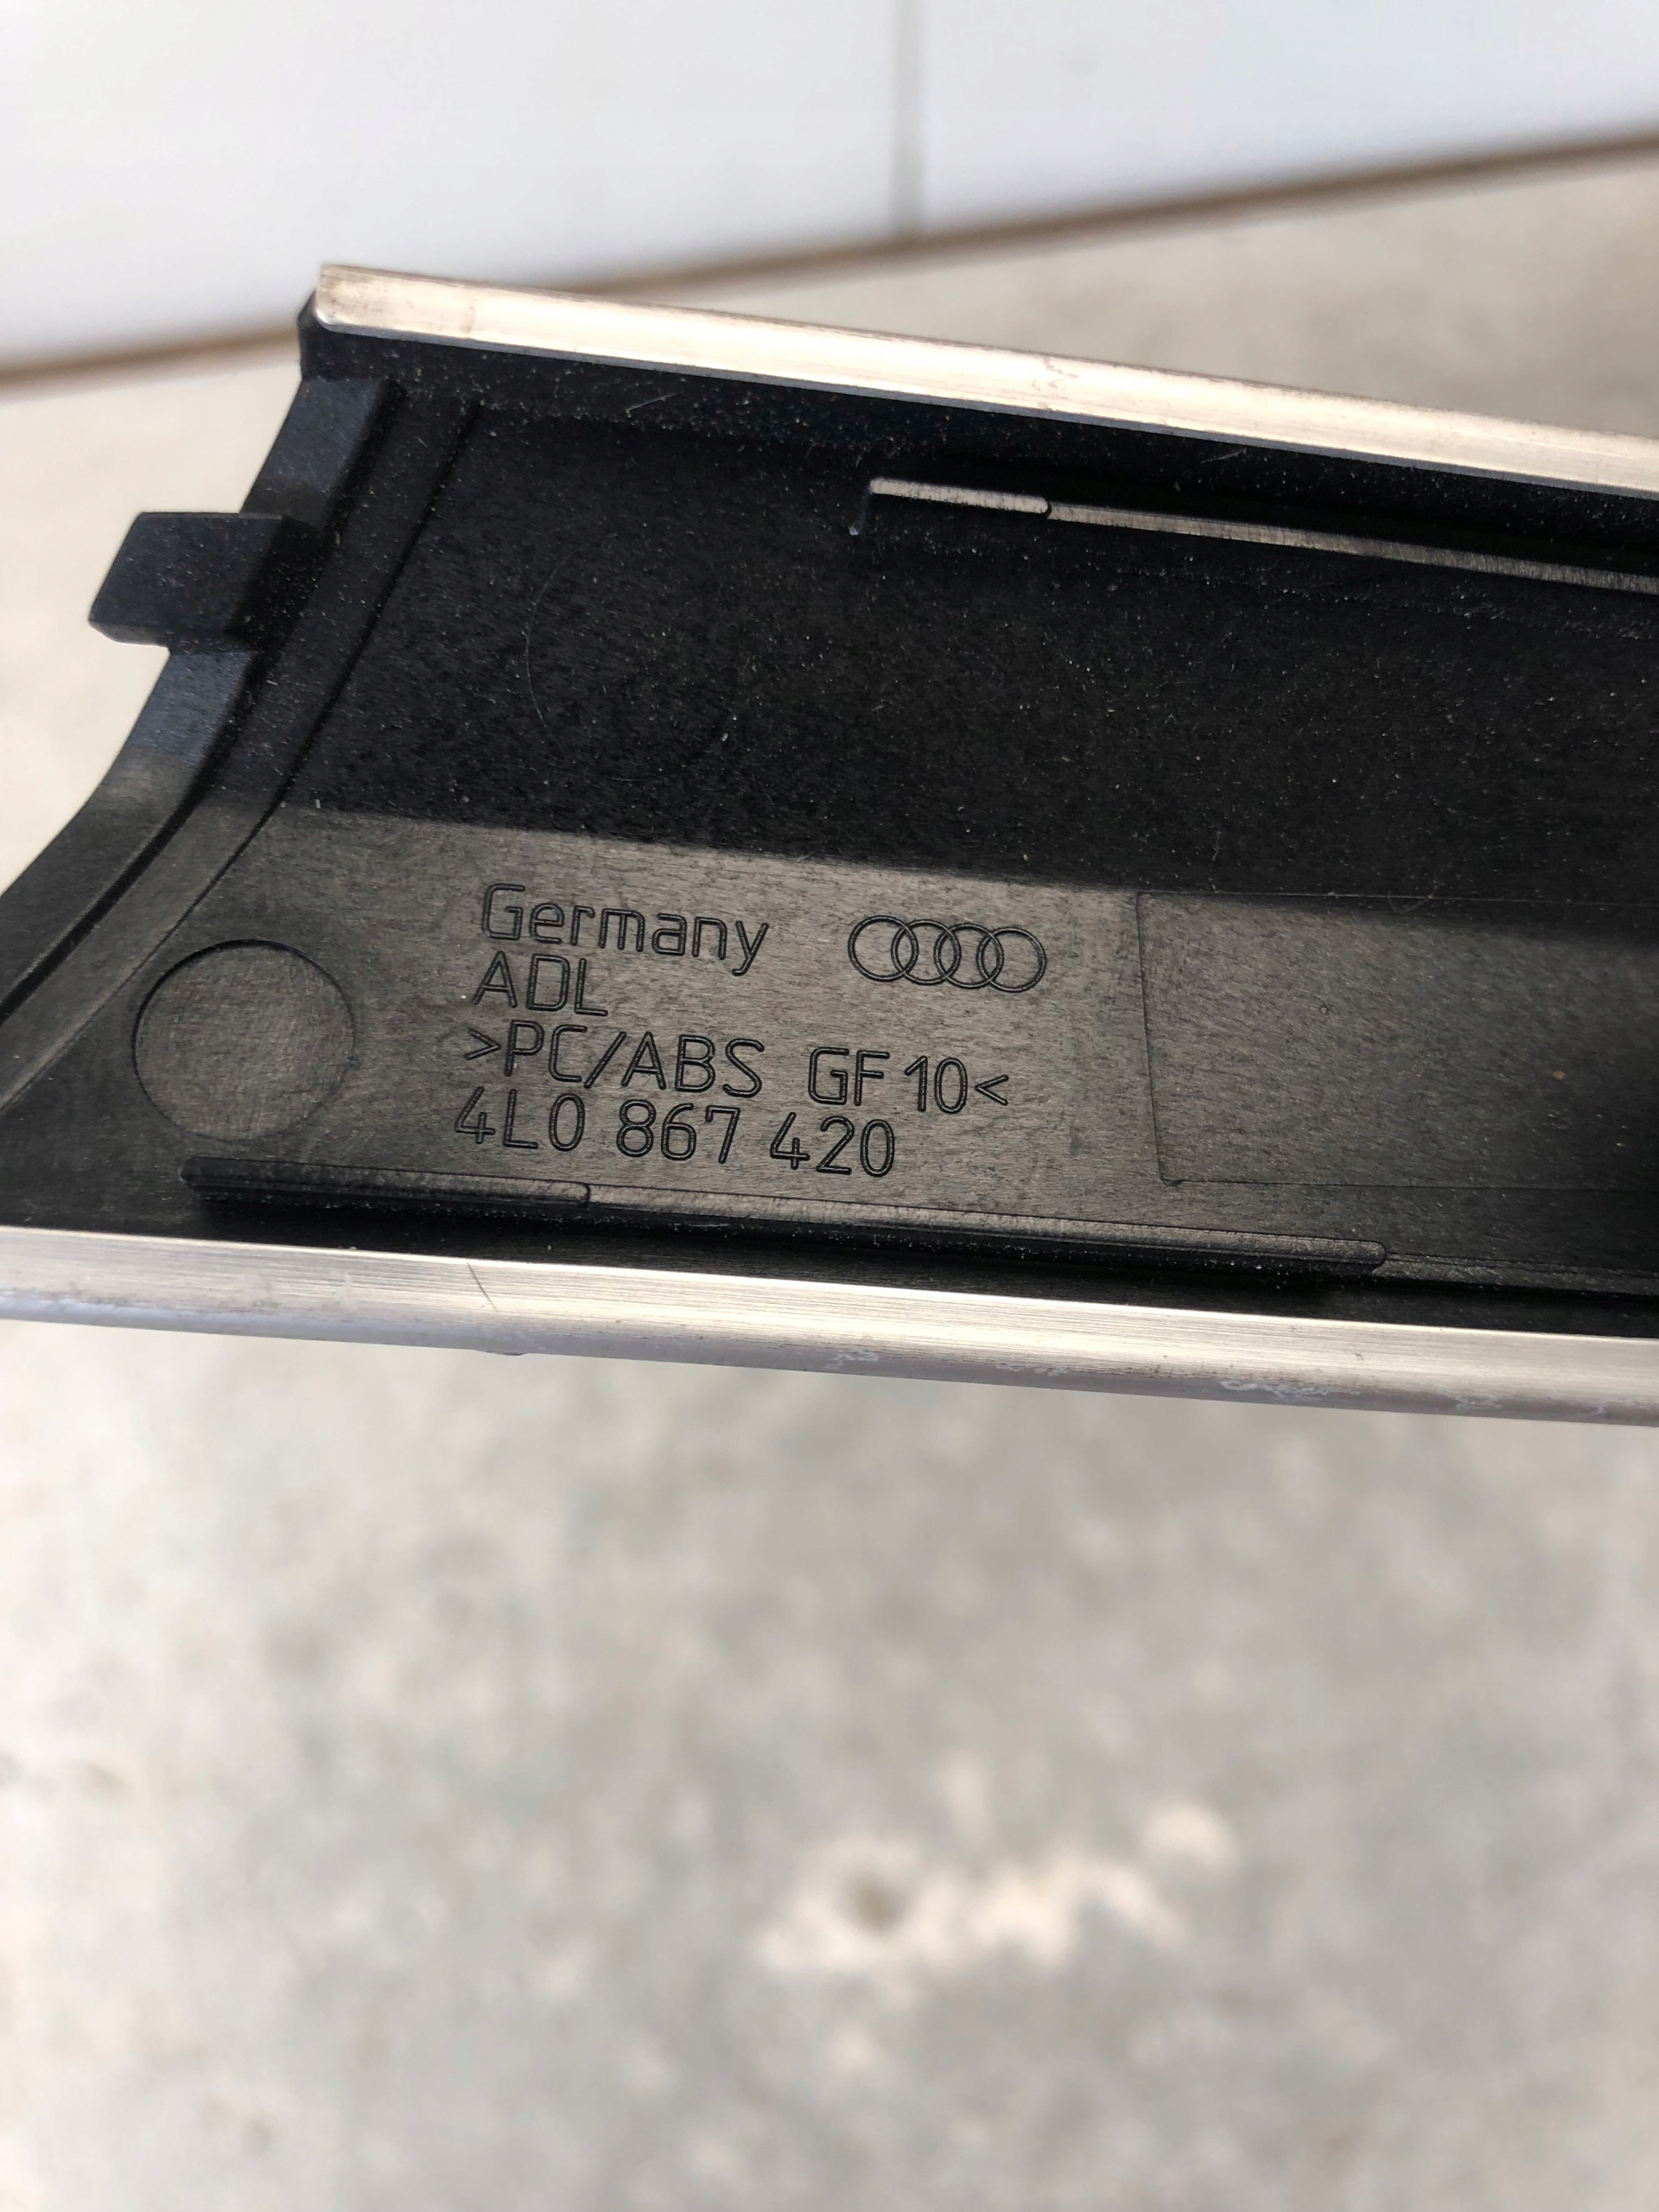 Germany
ADL
>PC/ABS GF10<
4L0 867 420